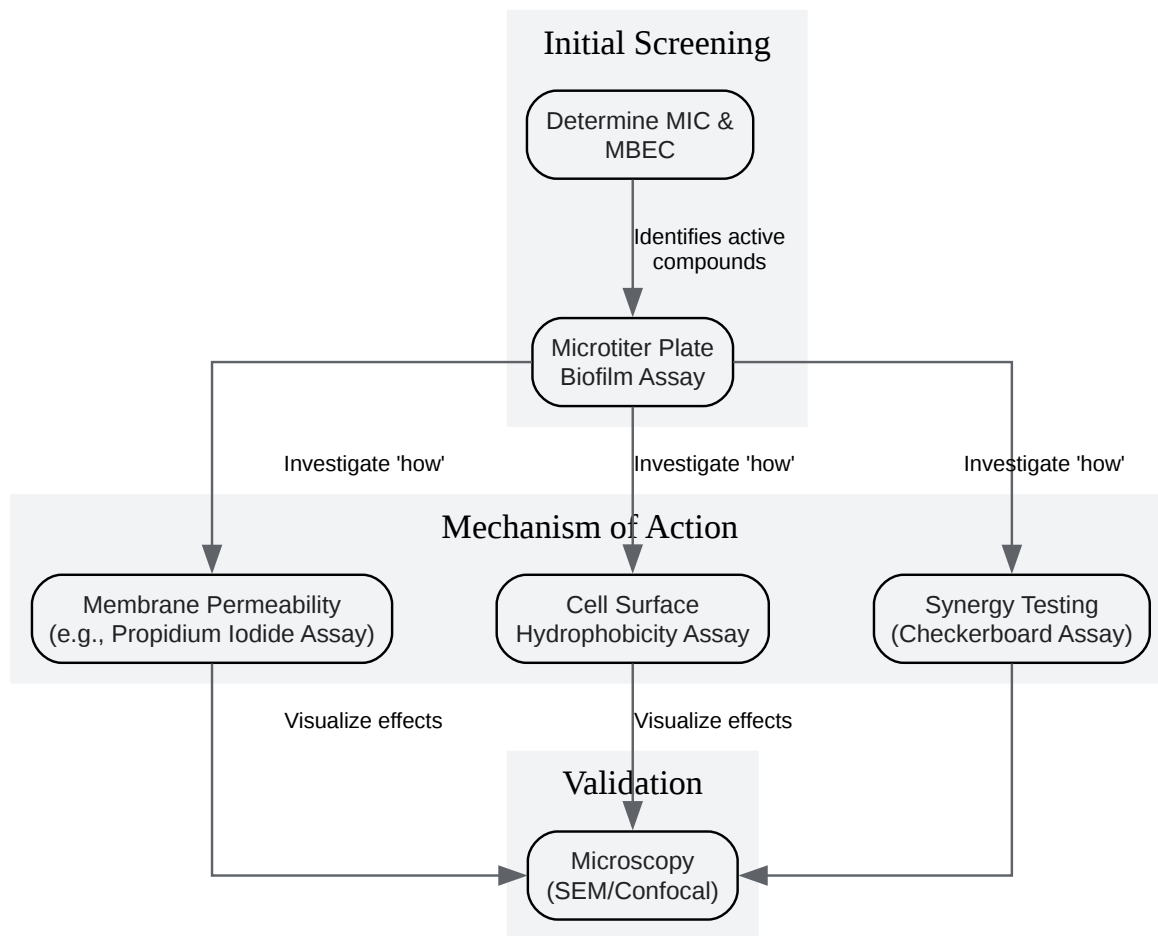 Initial Screening
Determine MIC &
MBEC
Identifies active
compounds
Microtiter Plate
Biofilm Assay
Investigate 'how'
Investigate 'how'
Investigate 'how'
Mechanism of Action
Membrane Permeability
(e.g., Propidium Iodide Assay)
Cell Surface
Hydrophobicity Assay
Synergy Testing
(Checkerboard Assay)
Visualize effects
Visualize effects
Validation
Microscopy
(SEM/Confocal)